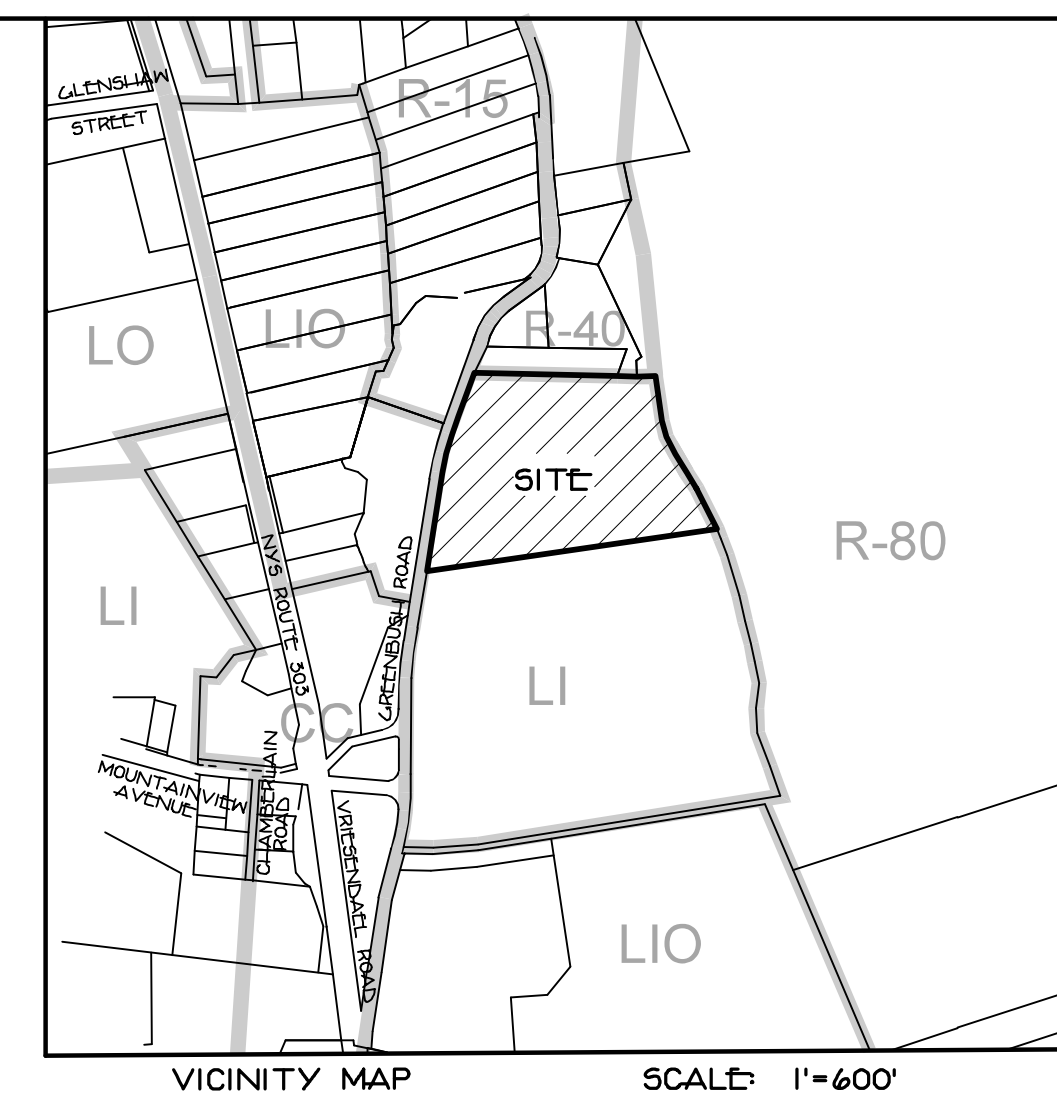 GLENSHAW
STREET
R-15
LO
LIO
R-40
SITE
R-80
NYS ROUTE 303
GREENBUSH ROAD
LI
LI
CC
MOUNTAINVIEW
AVENUE
CHAMBERLAIN
ROAD
VRIESENDAEL ROAD
LIO
VICINITY MAP
SCALE: 1'=600'